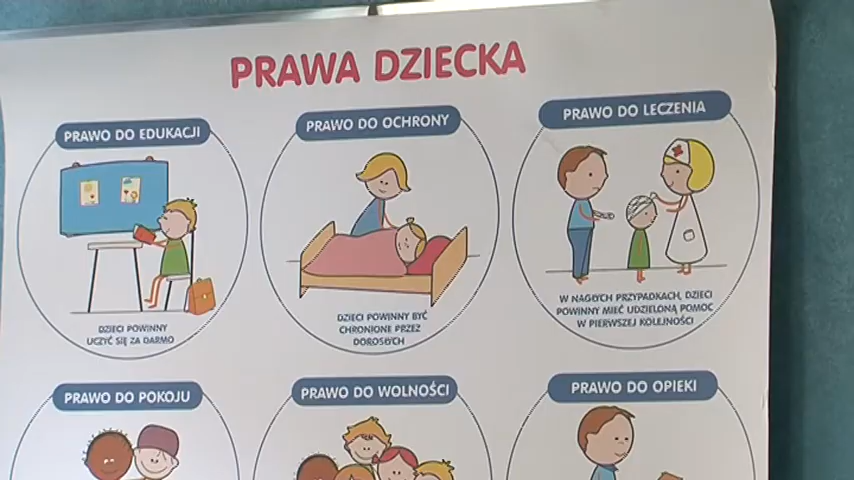 PRAWA DZIECKA
PRAWO DO EDUKACJI
PRAWO DO OCHRONY
PRAWO DO LECZENIA
DZIECI POWINNY
UCZYĆ SIĘ ZA DARMO
DZIECI POWINNY BYĆ
CHRONIONE PRZEZ
DOROSŁYCH
W NAGŁYCH PRZYPADKACH, DZIECI
POWINNY MIEĆ UDZIELONĄ POMOC
W PIERWSZEJ KOLEJNOŚCI
PRAWO DO POKOJU
PRAWO DO WOLNOŚCI
PRAWO DO OPIEKI